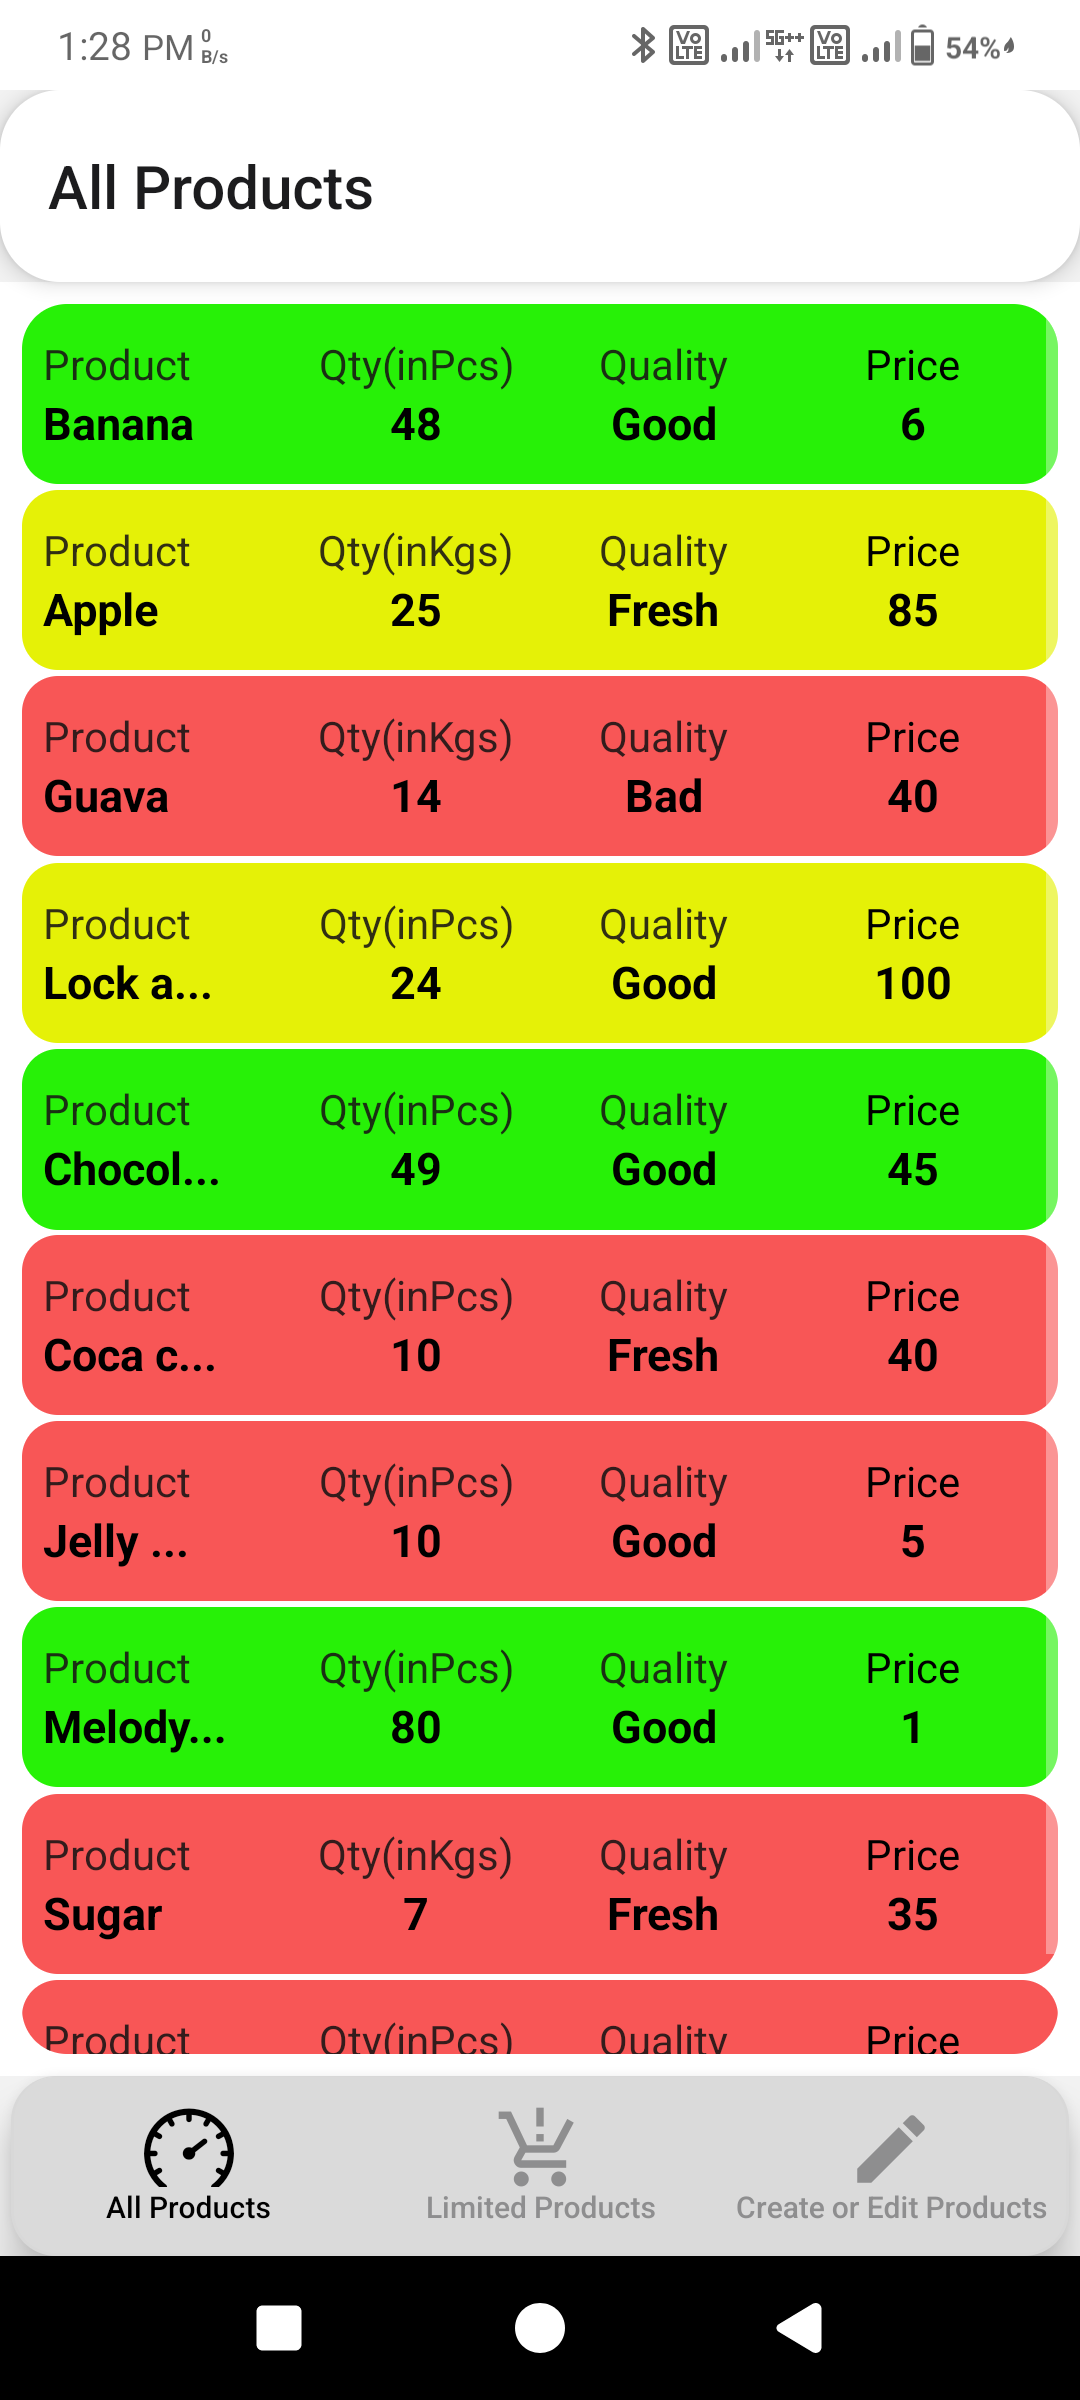 1:28 PM 0 B/s Vo LTE 5G++ Vo LTE 54%
All Products
Product Qty(inPcs) Quality Price
Banana 48 Good 6
Product Qty(inKgs) Quality Price
Apple 25 Fresh 85
Product Qty(inKgs) Quality Price
Guava 14 Bad 40
Product Qty(inPcs) Quality Price
Lock a... 24 Good 100
Product Qty(inPcs) Quality Price
Chocol... 49 Good 45
Product Qty(inPcs) Quality Price
Coca c... 10 Fresh 40
Product Qty(inPcs) Quality Price
Jelly ... 10 Good 5
Product Qty(inPcs) Quality Price
Melody... 80 Good 1
Product Qty(inKgs) Quality Price
Sugar 7 Fresh 35
Product Qty(inPcs) Quality Price
All Products Limited Products Create or Edit Products